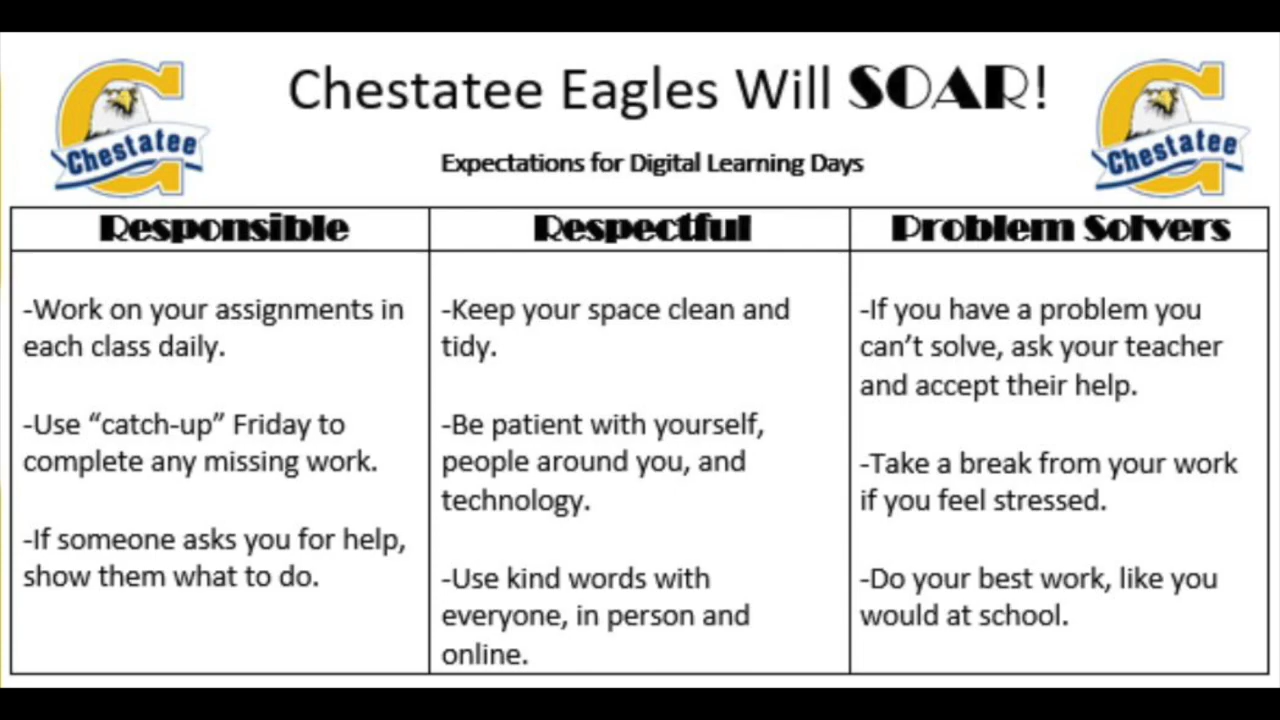 Chestatee Eagles Will SOAR!
Chestatee
Chestatee
Expectations for Digital Learning Days
Responsible
Respectful
Problem Solvers
-Work on your assignments in
each class daily.
-Use “catch-up” Friday to
complete any missing work.
-If someone asks you for help,
show them what to do.
-Keep your space clean and
tidy.
-Be patient with yourself,
people around you, and
technology.
-Use kind words with
everyone, in person and
online.
-If you have a problem you
can’t solve, ask your teacher
and accept their help.
-Take a break from your work
if you feel stressed.
-Do your best work, like you
would at school.